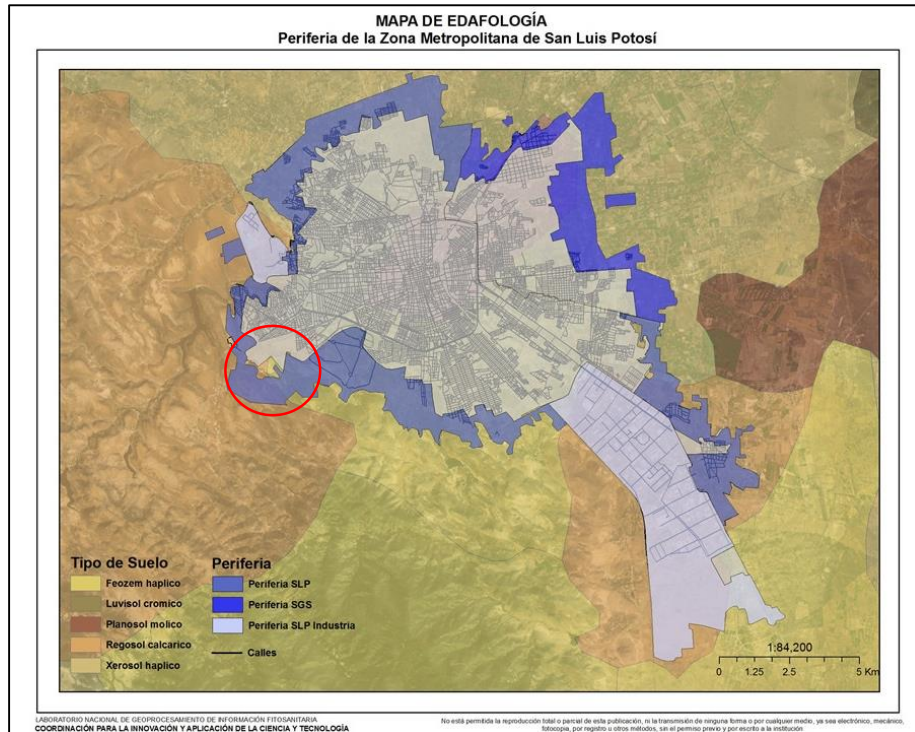 MAPA DE EDAFOLOGÍA
Periferia de la Zona Metropolitana de San Luis Potosí
Tipo de Suelo
Feozem haplico
Luvisol cromico
Planosol molico
Regosol calcarico
Xerosol haplico
Periferia
Periferia SLP
Periferia SGS
Periferia SLP Industria
Calles
1:84,200
0 1.25 2.5 5 Km
LABORATORIO NACIONAL DE GEOPROCESAMIENTO DE INFORMACIÓN FITOSANITARIA
COORDINACIÓN PARA LA INNOVACIÓN Y APLICACIÓN DE LA CIENCIA Y TECNOLOGÍA
No está permitida la reproducción total o parcial de esta publicación, ni la transmisión de ninguna forma o por cualquier medio, ya sea electrónico, mecánico,
fotocopia, por registro u otros métodos, sin el permiso previo y por escrito a la institución